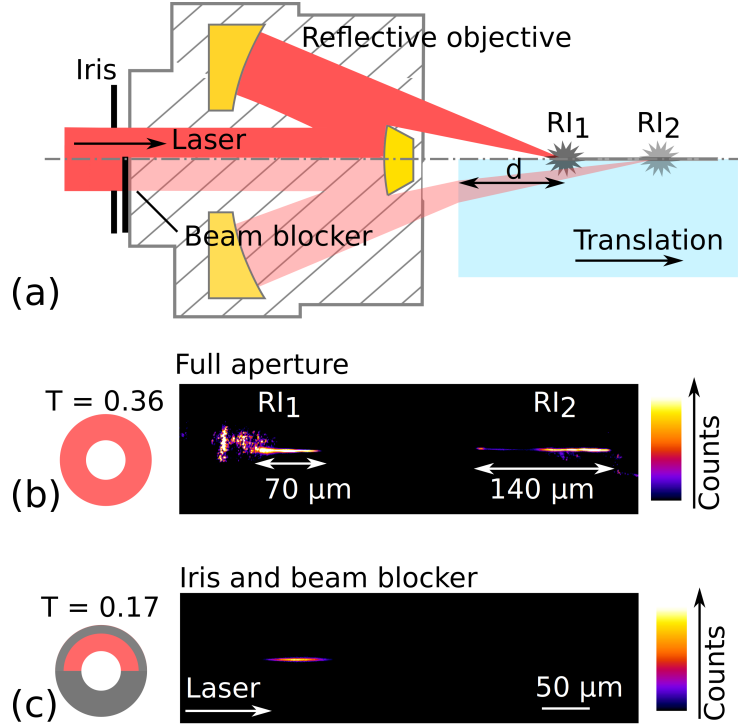 Reflective objective
Iris
Laser
RI1
RI2
d
Beam blocker
Translation
(a)
Full aperture
T = 0.36
RI1
RI2
70 μm
140 μm
Counts
(b)
Iris and beam blocker
T = 0.17
Laser
50 μm
Counts
(c)